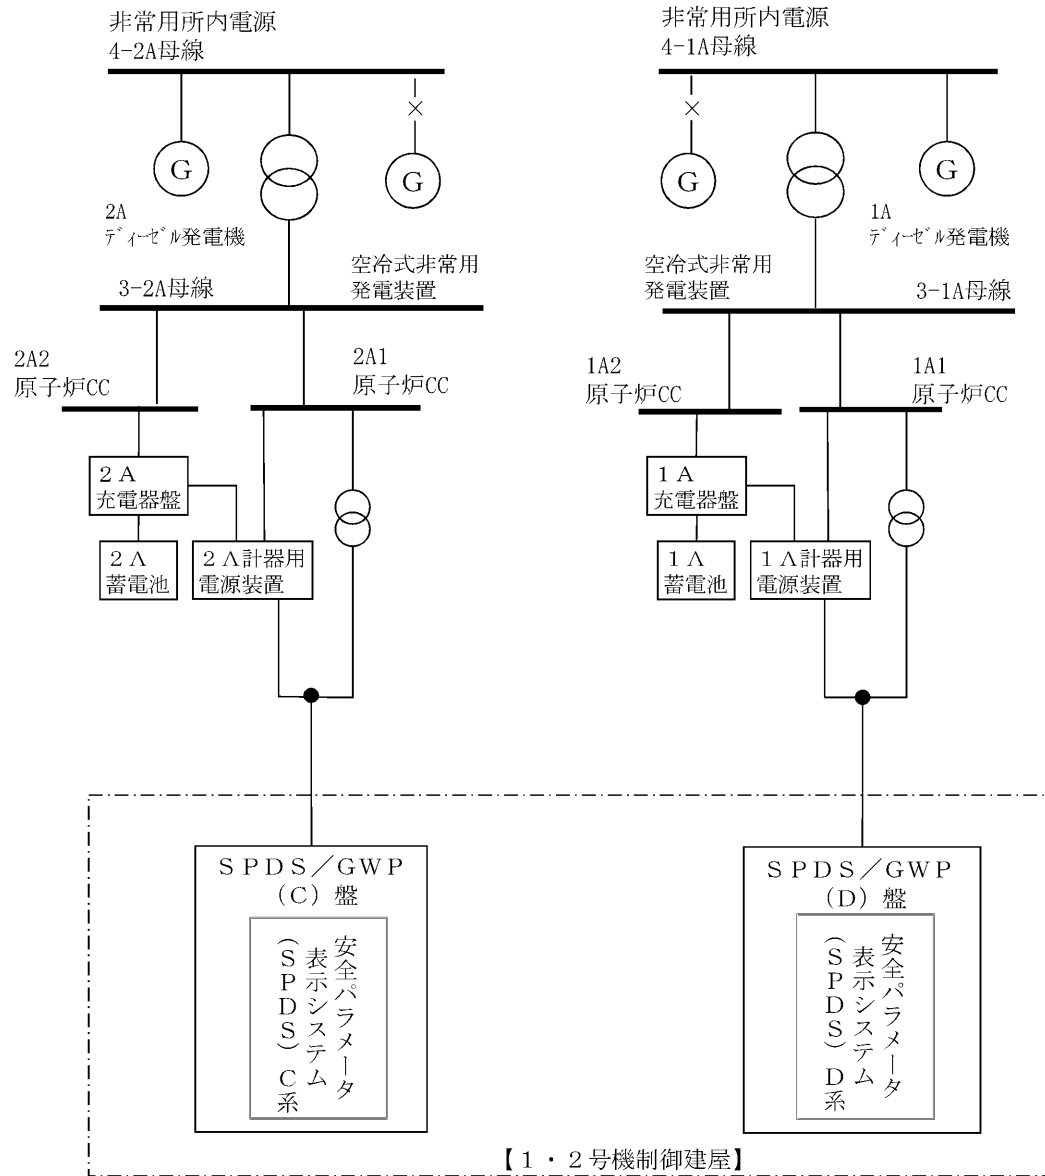 非常用所内電源
4-2A母線
G
G
2A
ディーゼル発電機
空冷式非常用
発電装置
3-2A母線
2A2
原子炉CC
2A1
原子炉CC
2A
充電器盤
2A
蓄電池
2A計器用
電源装置
SPDS/GWP
(C)盤
安全パラメータ
表示システム
(SPDS)C系
非常用所内電源
4-1A母線
G
G
1A
ディーゼル発電機
空冷式非常用
発電装置
3-1A母線
1A2
原子炉CC
1A1
原子炉CC
1A
充電器盤
1A
蓄電池
1A計器用
電源装置
SPDS/GWP
(D)盤
安全パラメータ
表示システム
(SPDS)D系
【1・2号機制御建屋】